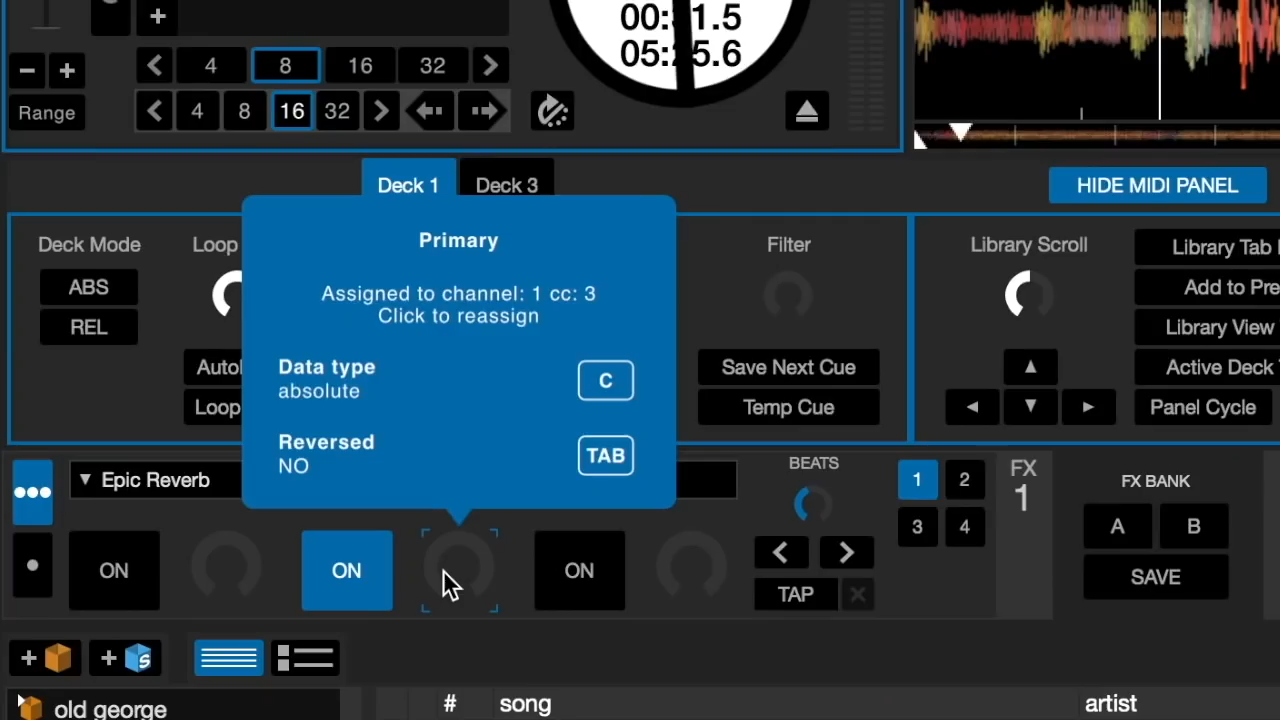 00:31.5
05:25.6
+
− +
4 8 16 32
Range
4 8 16 32
Deck 1 Deck 3
HIDE MIDI PANEL
Primary
Assigned to channel: 1 cc: 3
Click to reassign
Data type
absolute
C
Reversed
NO
TAB
Deck Mode
ABS
REL
Loop
Autol
Loop
Filter
Save Next Cue
Temp Cue
Library Scroll
Library Tab
Add to Pre
Library View
Active Deck
Panel Cycle
Epic Reverb
ON
ON
ON
BEATS
< >
TAP ×
1 2
3 4
FX
1
FX BANK
A B
SAVE
+ + S
old george
# song artist